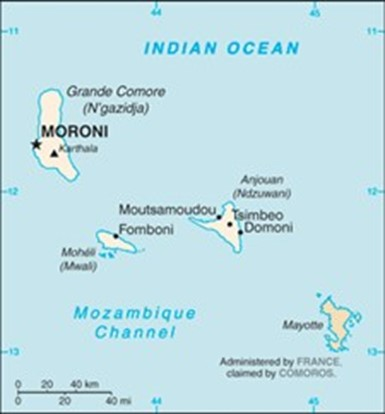 44
45
11
11
INDIAN OCEAN
Grande Comore
(N'gazidja)
MORONI
Karthala
Anjouan
(Ndzuwani)
12
12
Moutsamoudou
Tsimbeo
Fomboni
Domoni
Mohéli
(Mwali)
Mozambique
Channel
Mayotte
13
13
Administered by FRANCE,
claimed by COMOROS.
0
20
40 km
0
20
40 mi
44
45